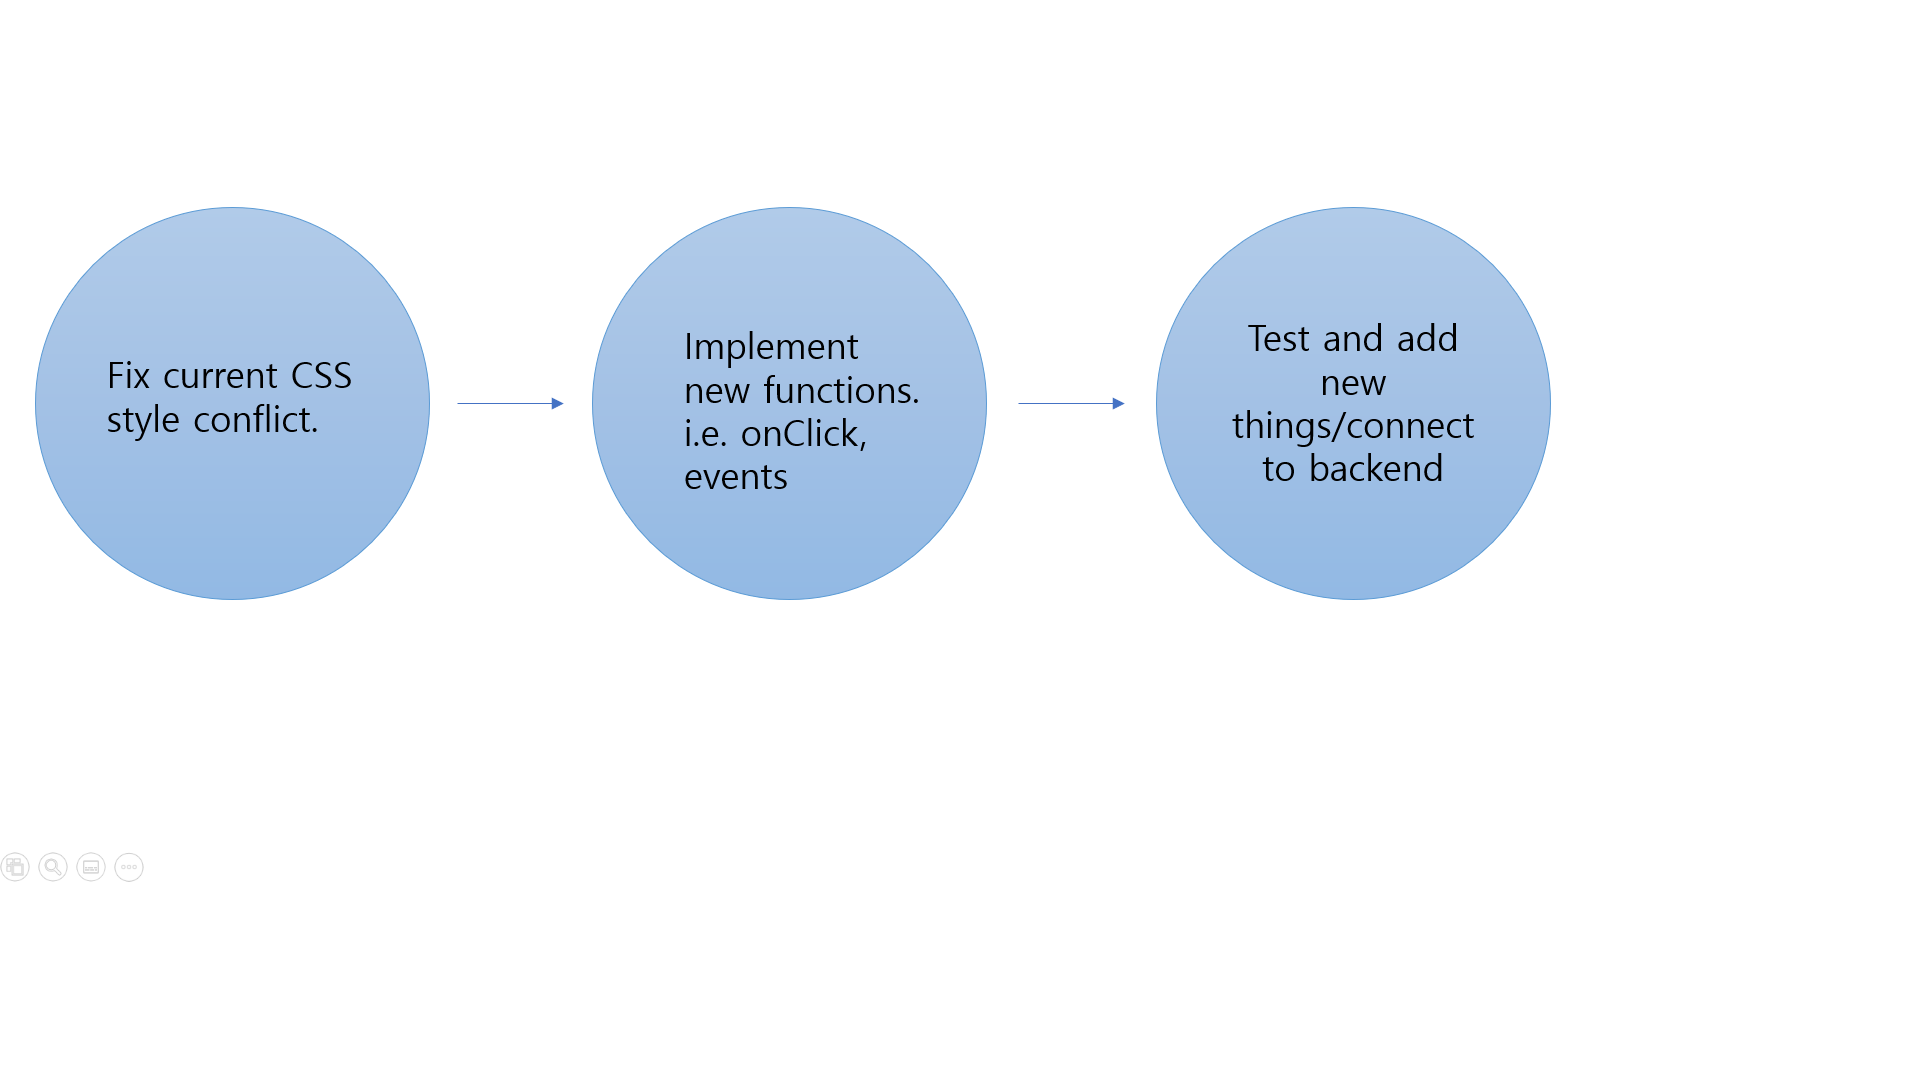 Fix current CSS
style conflict.
Implement
new functions.
i.e. onClick,
events
Test and add
new
things/connect
to backend